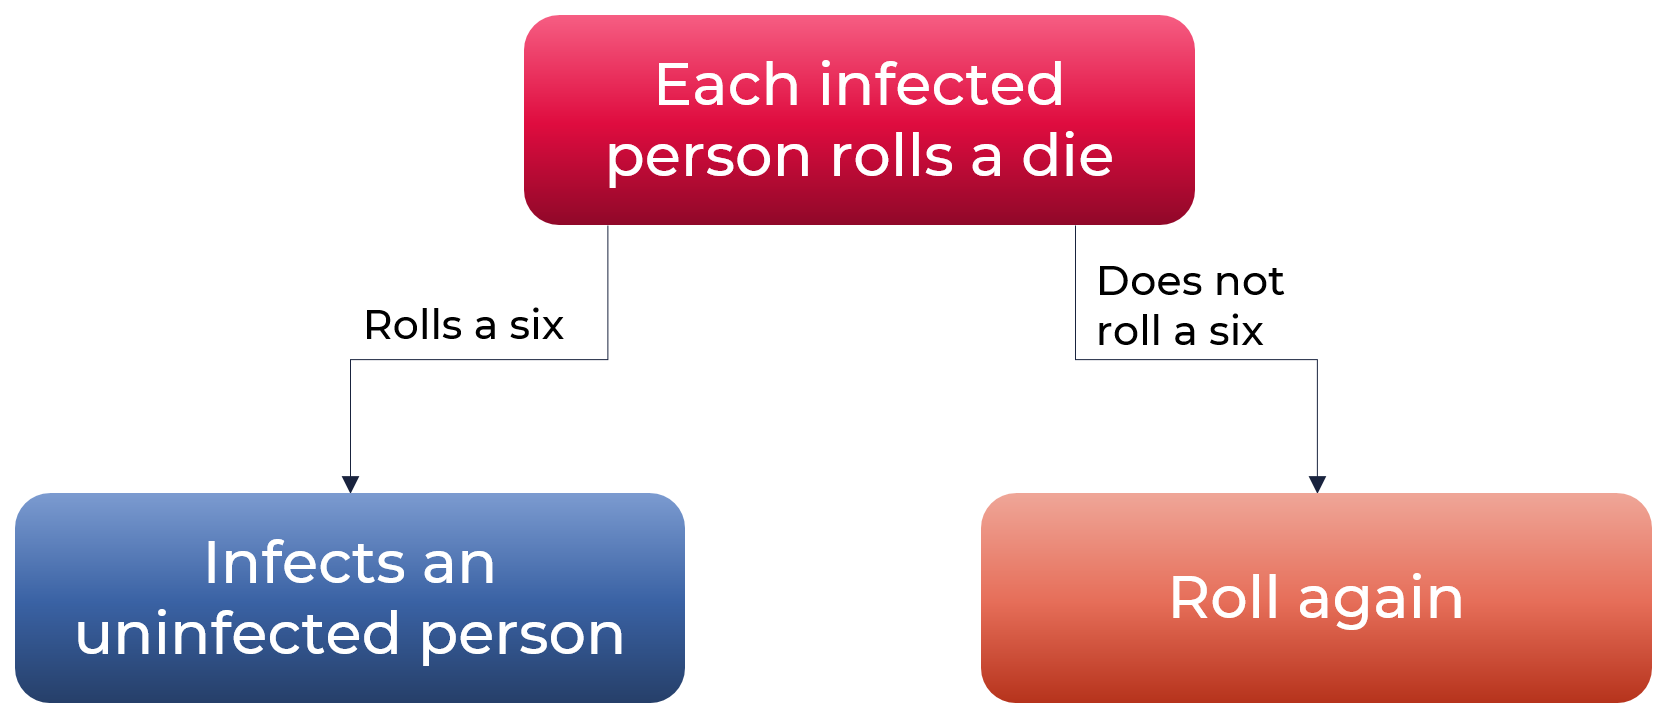 Each infected
person rolls a die
Rolls a six
Does not
roll a six
Infects an
uninfected person
Roll again